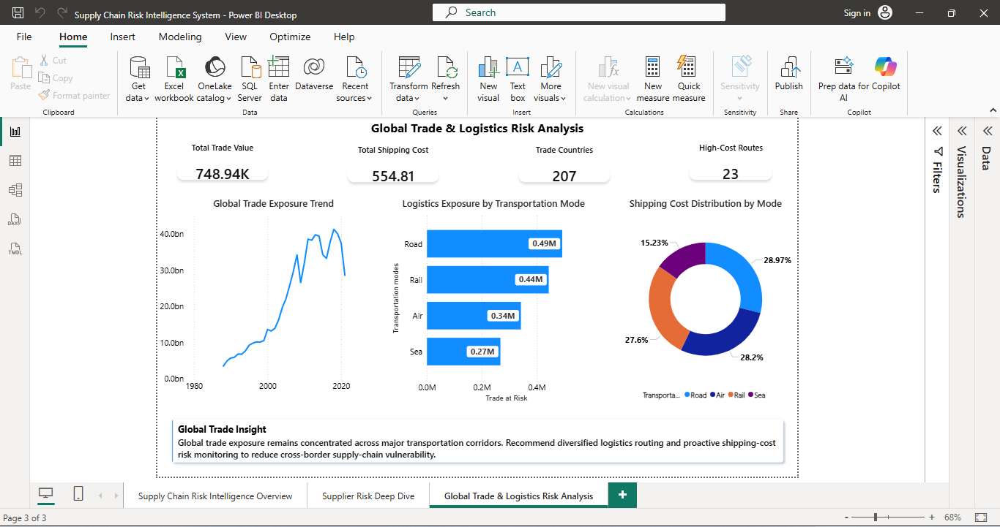 Supply Chain Risk Intelligence System - Power BI Desktop
Search
Sign in
File Home Insert Modeling View Optimize Help
Paste
Cut
Copy
Format painter
Clipboard
Get data
Excel workbook
OneLake catalog
SQL Server
Enter data
Dataverse
Recent sources
Data
Transform data
Refresh
Queries
New visual
Text box
More visuals
Insert
New visual calculation
New measure
Quick measure
Calculations
Sensitivity
Sensitivity
Publish
Share
Prep data for AI
Copilot
Copilot
DAX
TMDL
Global Trade & Logistics Risk Analysis
Total Trade Value
748.94K
Total Shipping Cost
554.81
Trade Countries
207
High-Cost Routes
23
Global Trade Exposure Trend
40.0bn
30.0bn
20.0bn
10.0bn
0.0bn
1980 2000 2020
Logistics Exposure by Transportation Mode
Transportation modes
Road 0.49M
Rail 0.44M
Air 0.34M
Sea 0.27M
0.0M 0.2M 0.4M
Trade at Risk
Shipping Cost Distribution by Mode
15.23%
28.97%
27.6%
28.2%
Transporta... Road Air Rail Sea
Global Trade Insight
Global trade exposure remains concentrated across major transportation corridors. Recommend diversified logistics routing and proactive shipping-cost
risk monitoring to reduce cross-border supply-chain vulnerability.
Filters
Visualizations
Data
Supply Chain Risk Intelligence Overview
Supplier Risk Deep Dive
Global Trade & Logistics Risk Analysis
+
Page 3 of 3
- + 68%